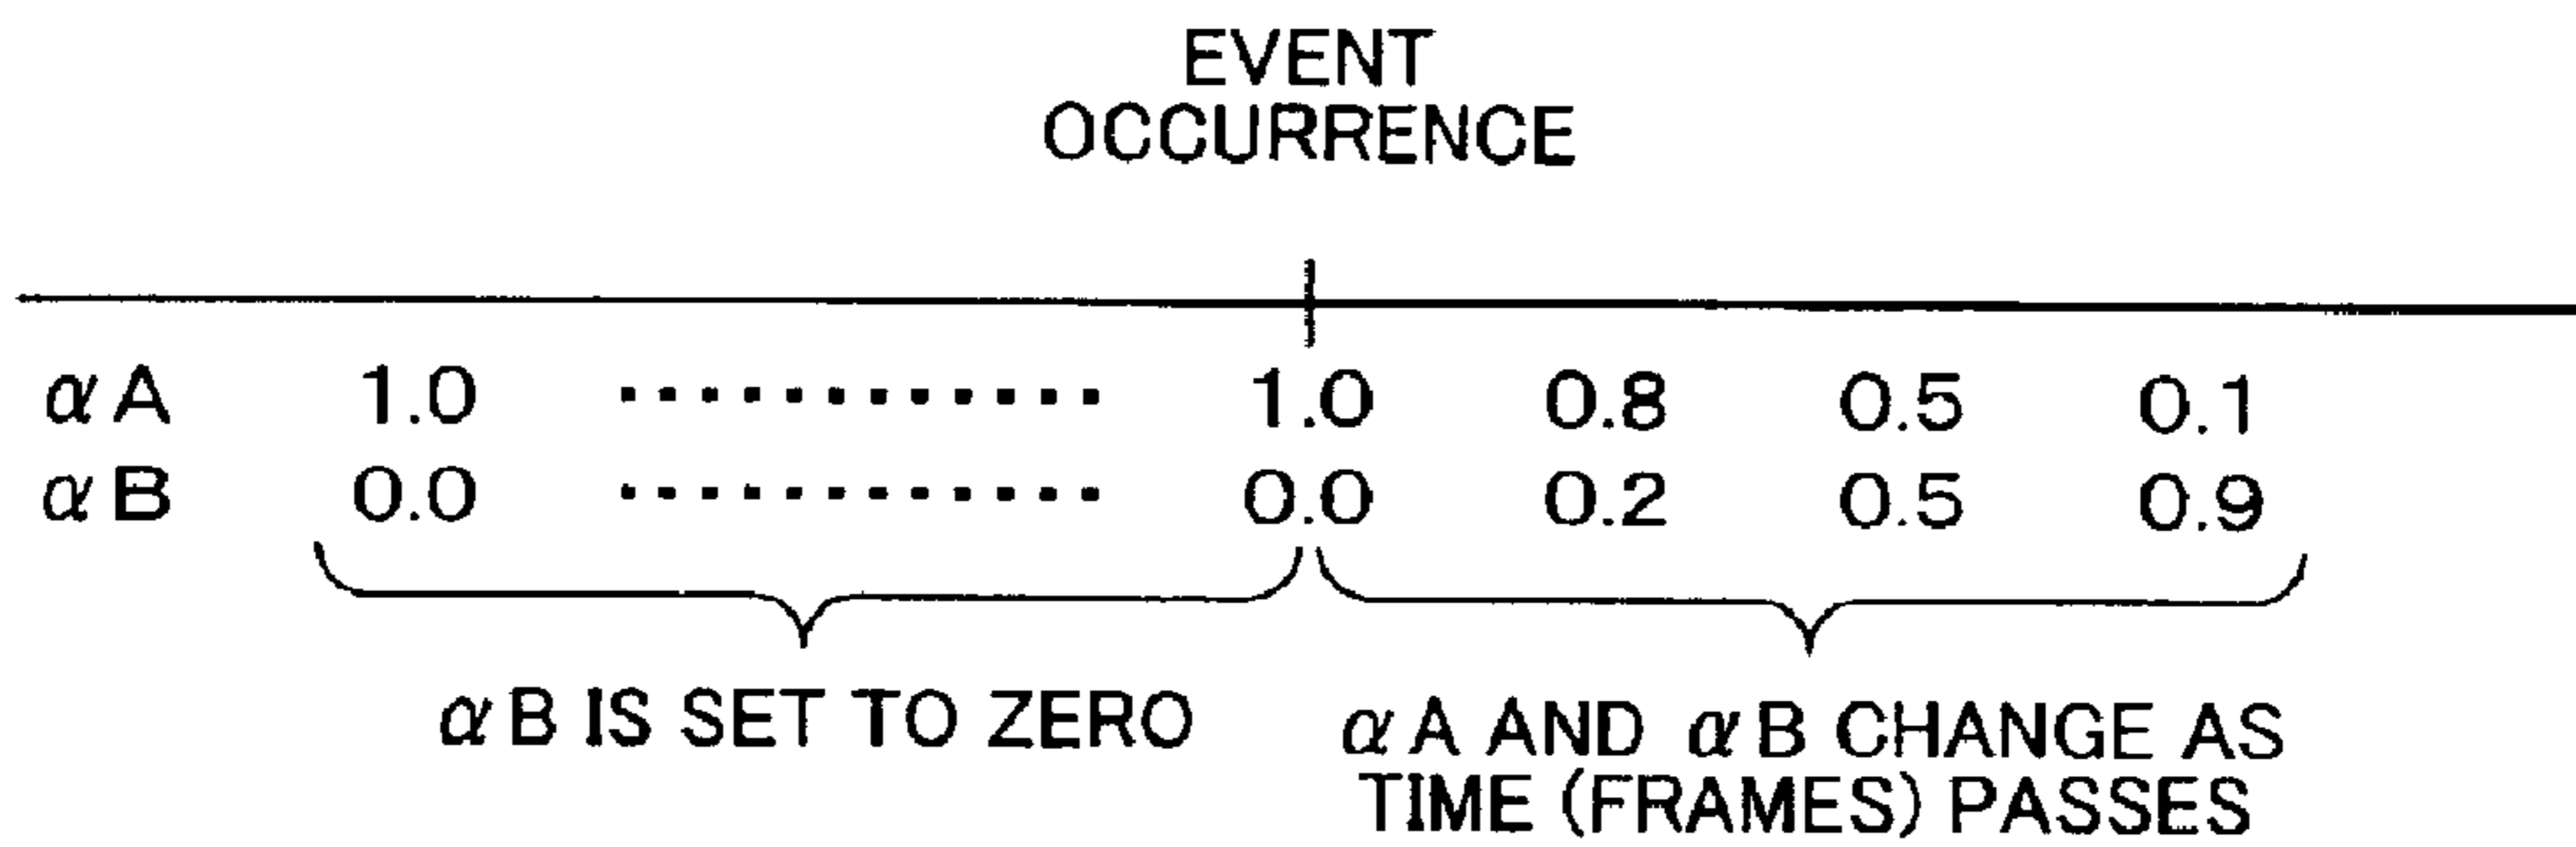 EVENT
OCCURRENCE
αA 1.0 ............ 1.0 0.8 0.5 0.1
αB 0.0 ............ 0.0 0.2 0.5 0.9
αB IS SET TO ZERO
αA AND αB CHANGE AS
TIME (FRAMES) PASSES